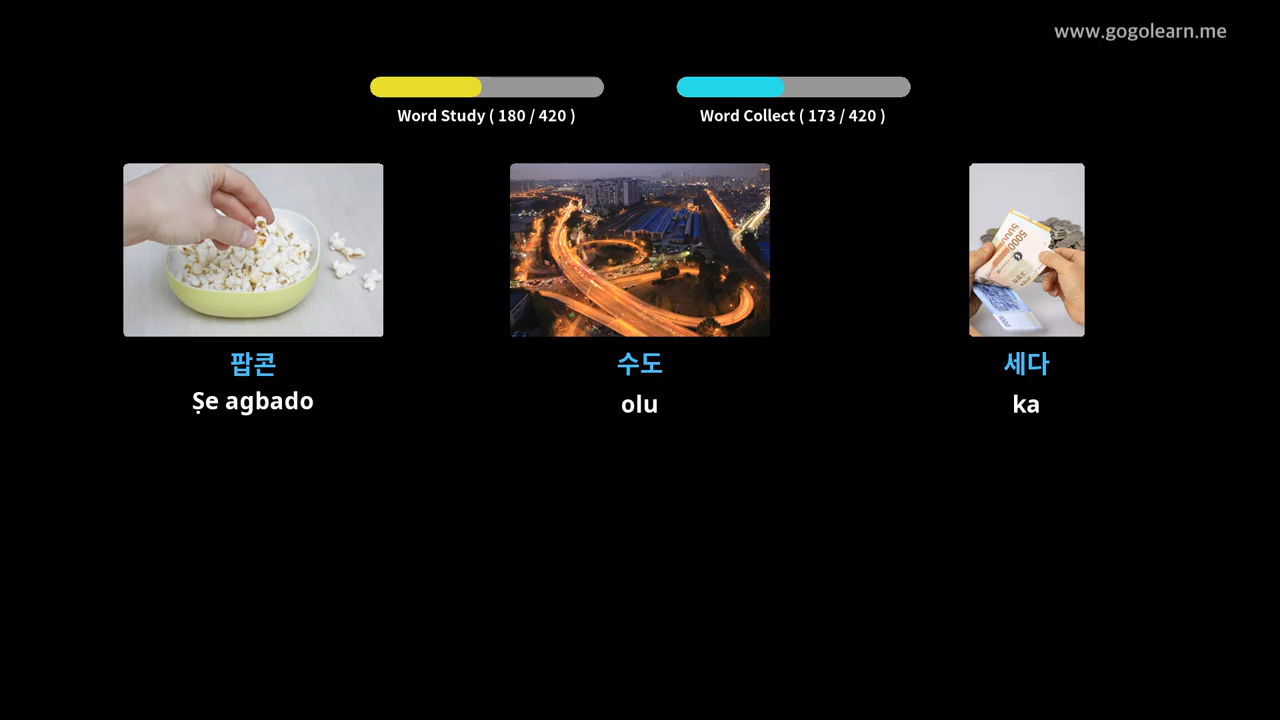 www.gogolearn.me
Word Study ( 180 / 420 )
Word Collect ( 173 / 420 )
팝콘
수도
세다
Ṣe agbado
olu
ka